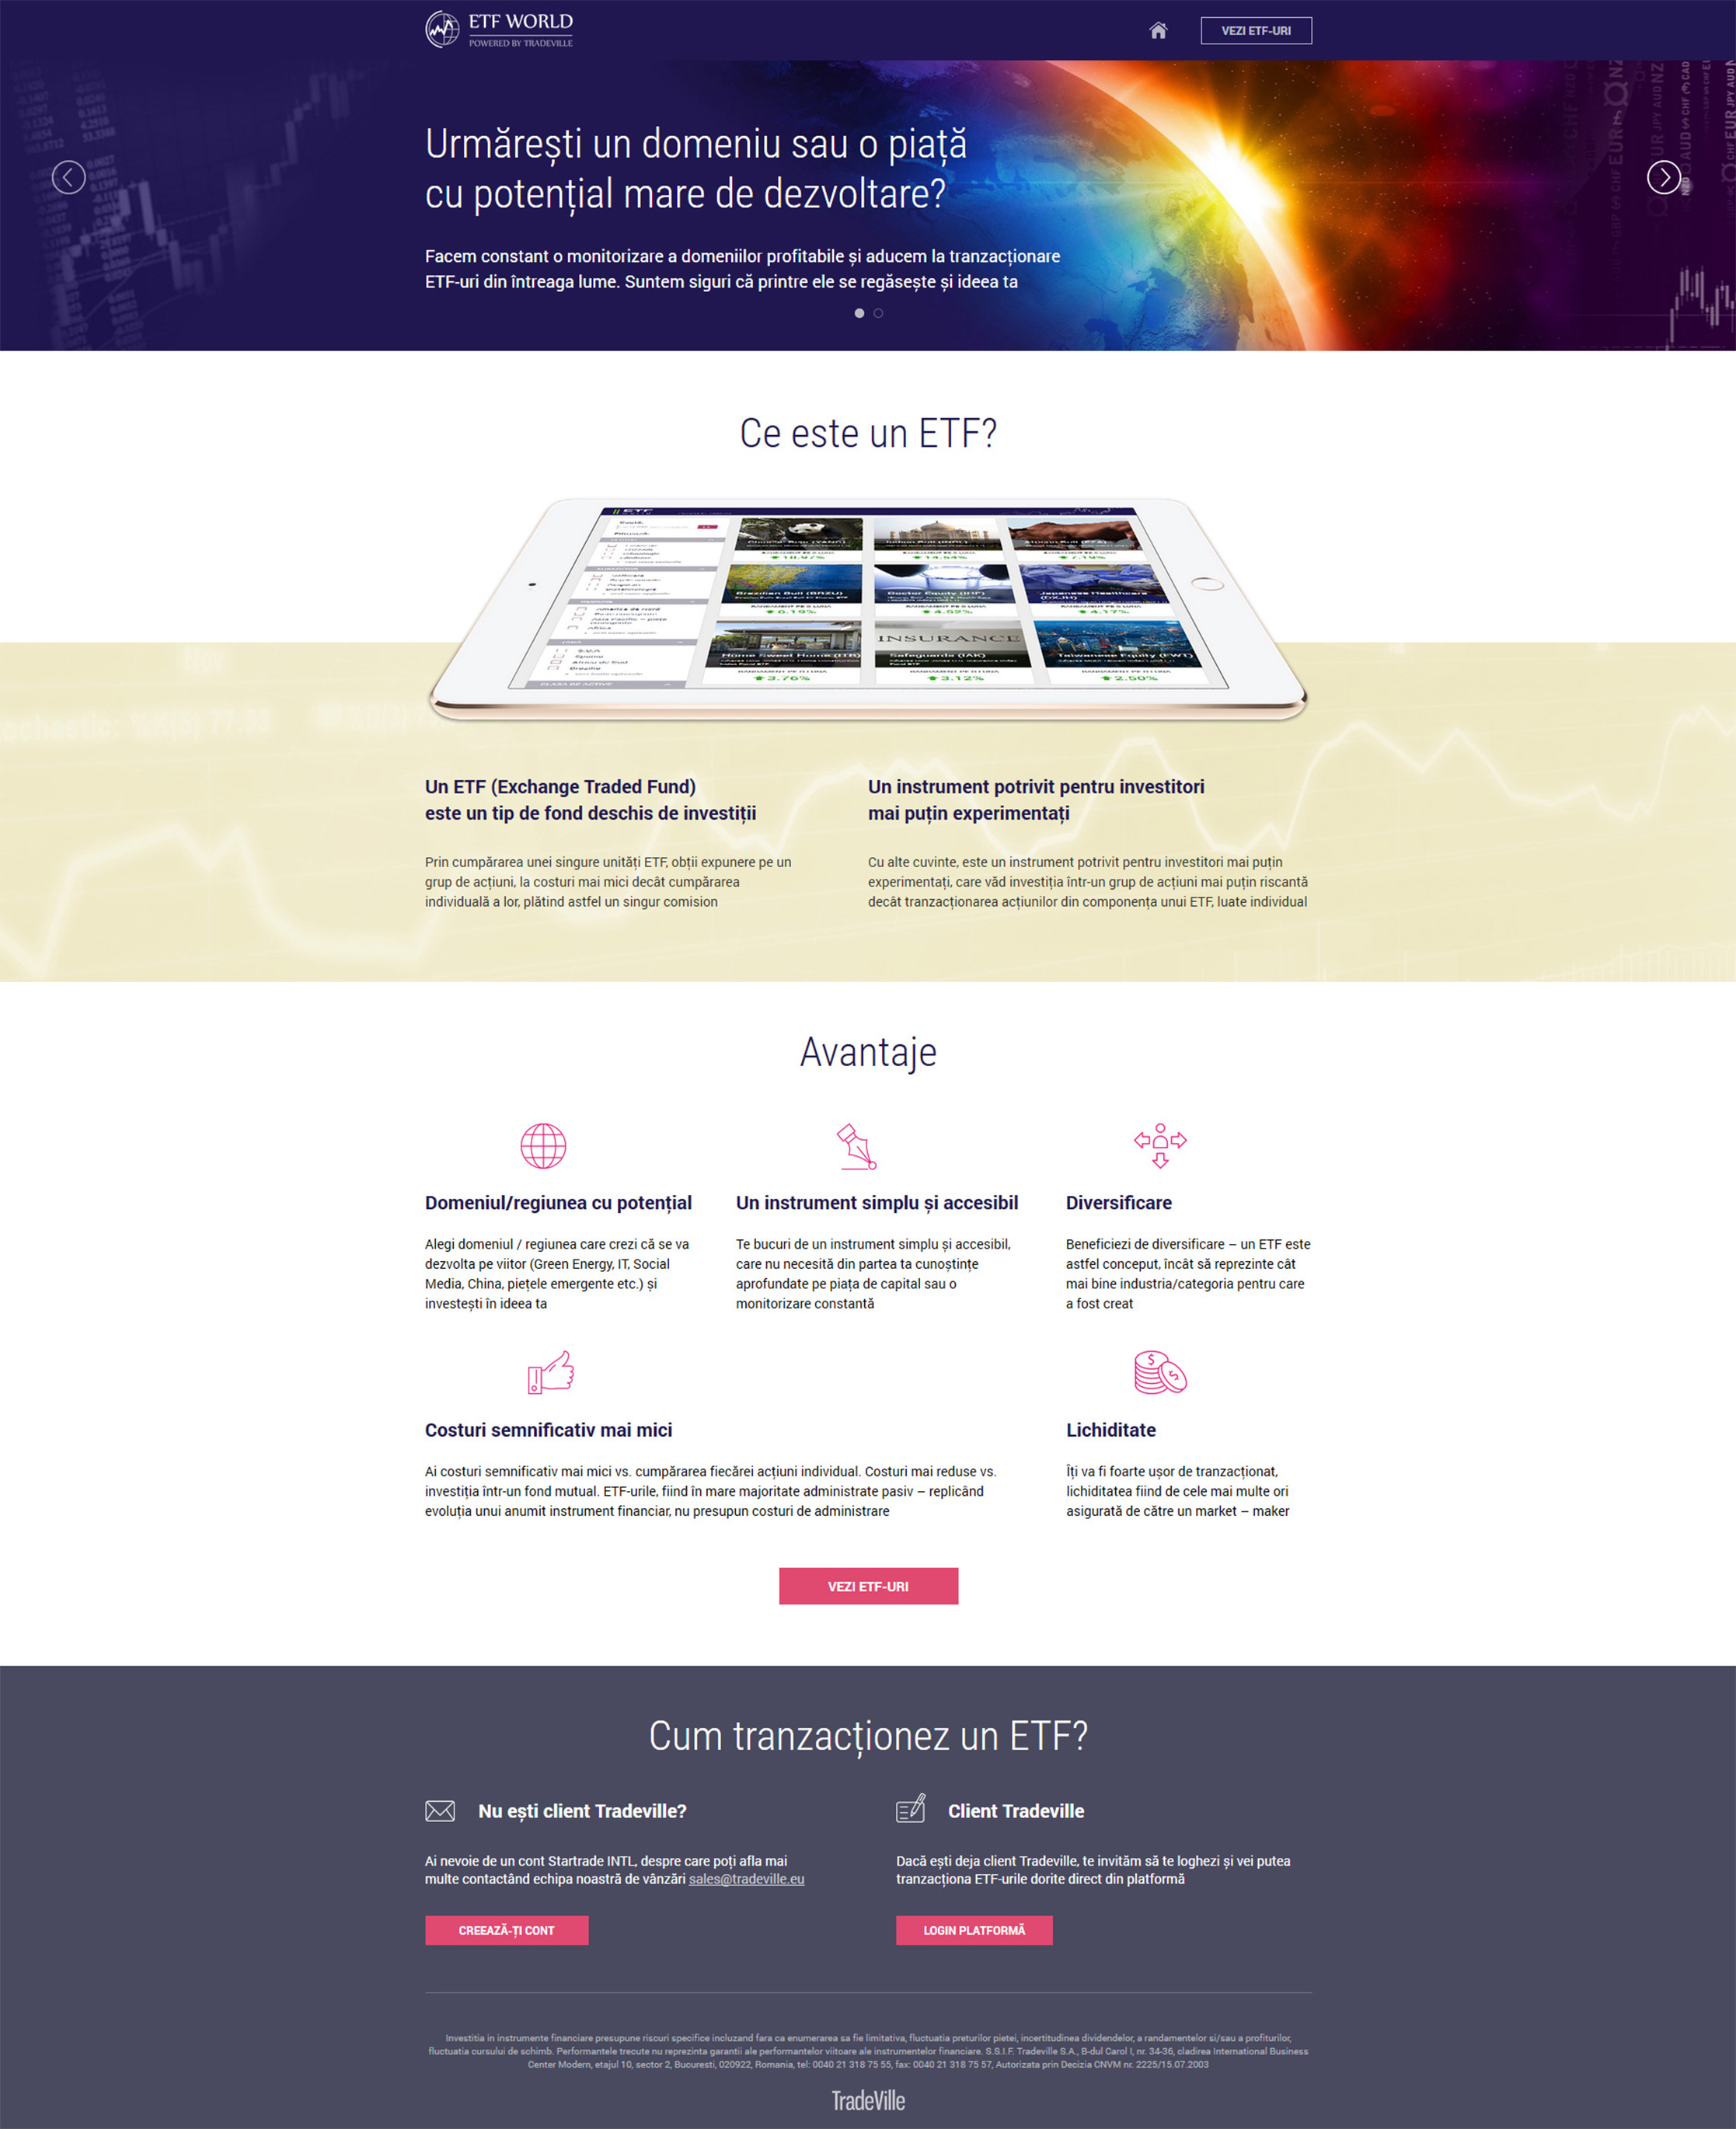 ETF WORLD
POWERED BY TRADEVILLE
VEZI ETF-URI
Urmărești un domeniu sau o piață
cu potențial mare de dezvoltare?
Facem constant o monitorizare a domeniilor profitabile și aducem la tranzacționare
ETF-uri din întreaga lume. Suntem siguri că printre ele se regăsește și ideea ta
Ce este un ETF?
INSURANCE
Home Sweet Home
Safeguards (IAK)
Taiwanese Equity (EWT)
3.76%
3.12%
2.50%
Un ETF (Exchange Traded Fund)
este un tip de fond deschis de investiții
Prin cumpărarea unei singure unități ETF, obții expunere pe un
grup de acțiuni, la costuri mai mici decât cumpărarea
individuală a lor, plătind astfel un singur comision
Un instrument potrivit pentru investitori
mai puțin experimentați
Cu alte cuvinte, este un instrument potrivit pentru investitori mai puțin
experimentați, care văd investiția într-un grup de acțiuni mai puțin riscantă
decât tranzacționarea acțiunilor din componența unui ETF, luate individual
Avantaje
Domeniul/regiunea cu potențial
Alegi domeniul / regiunea care crezi că se va
dezvolta pe viitor (Green Energy, IT, Social
Media, China, piețele emergente etc.) și
investești în ideea ta
Un instrument simplu și accesibil
Te bucuri de un instrument simplu și accesibil,
care nu necesită din partea ta cunoștințe
aprofundate pe piața de capital sau o
monitorizare constantă
Diversificare
Beneficiezi de diversificare – un ETF este
astfel conceput, încât să reprezinte cât
mai bine industria/categoria pentru care
a fost creat
Costuri semnificativ mai mici
Ai costuri semnificativ mai mici vs. cumpărarea fiecărei acțiuni individual. Costuri mai reduse vs.
investiția într-un fond mutual. ETF-urile, fiind în mare majoritate administrate pasiv – replicând
evoluția unui anumit instrument financiar, nu presupun costuri de administrare
Lichiditate
Îți va fi foarte ușor de tranzacționat,
lichiditatea fiind de cele mai multe ori
asigurată de către un market – maker
VEZI ETF-URI
Cum tranzacționez un ETF?
Nu ești client Tradeville?
Ai nevoie de un cont Startrade INTL, despre care poți afla mai
multe contactând echipa noastră de vânzări sales@tradeville.eu
CREEAZĂ-ȚI CONT
Client Tradeville
Dacă ești deja client Tradeville, te invităm să te loghezi și vei putea
tranzacționa ETF-urile dorite direct din platformă
LOGIN PLATFORMĂ
Investitia in instrumente financiare presupune riscuri specifice incluzand fara ca enumerarea sa fie limitativa, fluctuatia preturilor pietei, incertitudinea dividendelor, a randamentelor si/sau a profiturilor,
fluctuatia cursului de schimb. Performantele trecute nu reprezinta garantii ale performantelor viitoare ale instrumentelor financiare. S.S.I.F. Tradeville S.A., B-dul Carol I, nr. 34-36, cladirea International Business
Center Modern, etajul 10, sector 2, Bucuresti, 020922, Romania, tel: 0040 21 318 75 55, fax: 0040 21 318 75 57, Autorizata prin Decizia CNVM nr. 2225/15.07.2003
TradeVille